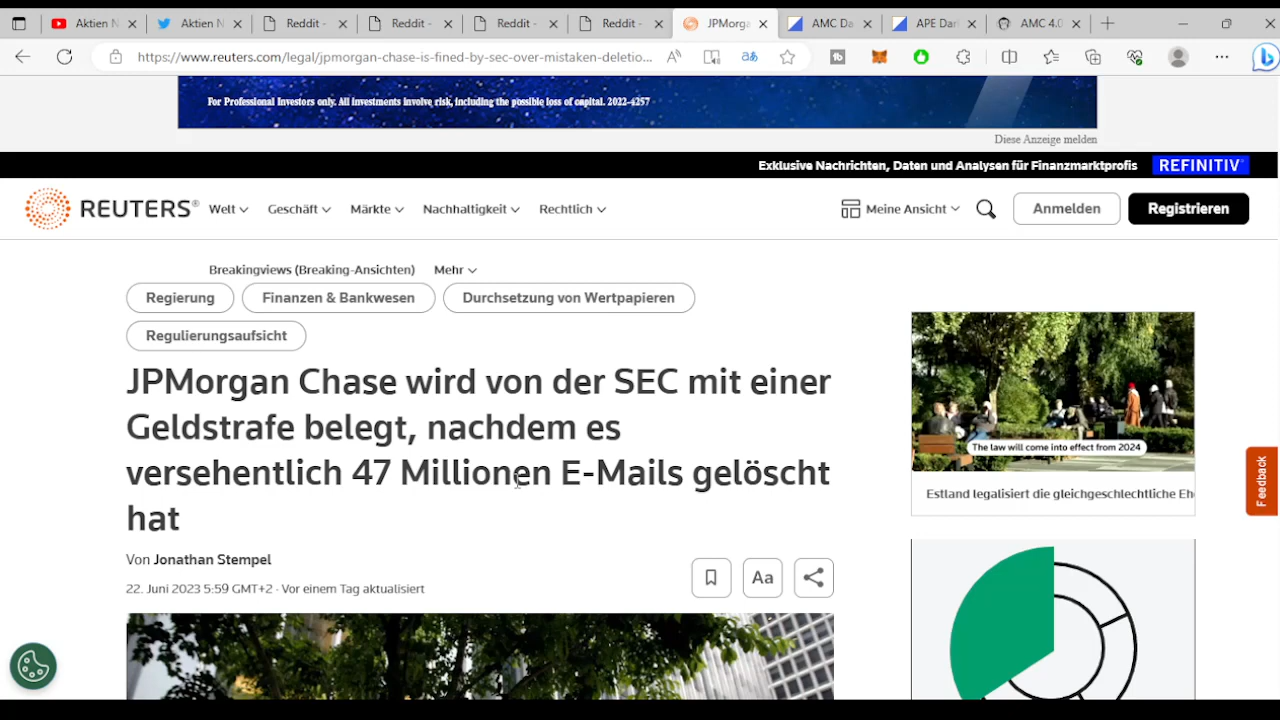 Aktien N
Aktien N
Reddit -
Reddit -
Reddit -
Reddit -
JPMorga
AMC Da
APE Dar
AMC 4.0
https://www.reuters.com/legal/jpmorgan-chase-is-fined-by-sec-over-mistaken-deletio...
For Professional Investors only. All investments involve risk, including the possible loss of capital. 2022-4257
Diese Anzeige melden
Exklusive Nachrichten, Daten und Analysen für Finanzmarktprofis
REFINITIV
REUTERS®
Welt
Geschäft
Märkte
Nachhaltigkeit
Rechtlich
Meine Ansicht
Anmelden
Registrieren
Breakingviews (Breaking-Ansichten)
Mehr
Regierung
Finanzen & Bankwesen
Durchsetzung von Wertpapieren
Regulierungsaufsicht
JPMorgan Chase wird von der SEC mit einer
Geldstrafe belegt, nachdem es
versehentlich 47 Millionen E-Mails gelöscht
hat
Von Jonathan Stempel
22. Juni 2023 5:59 GMT+2 · Vor einem Tag aktualisiert
Aa
The law will come into effect from 2024
Estland legalisiert die gleichgeschlechtliche Eh
Feedback